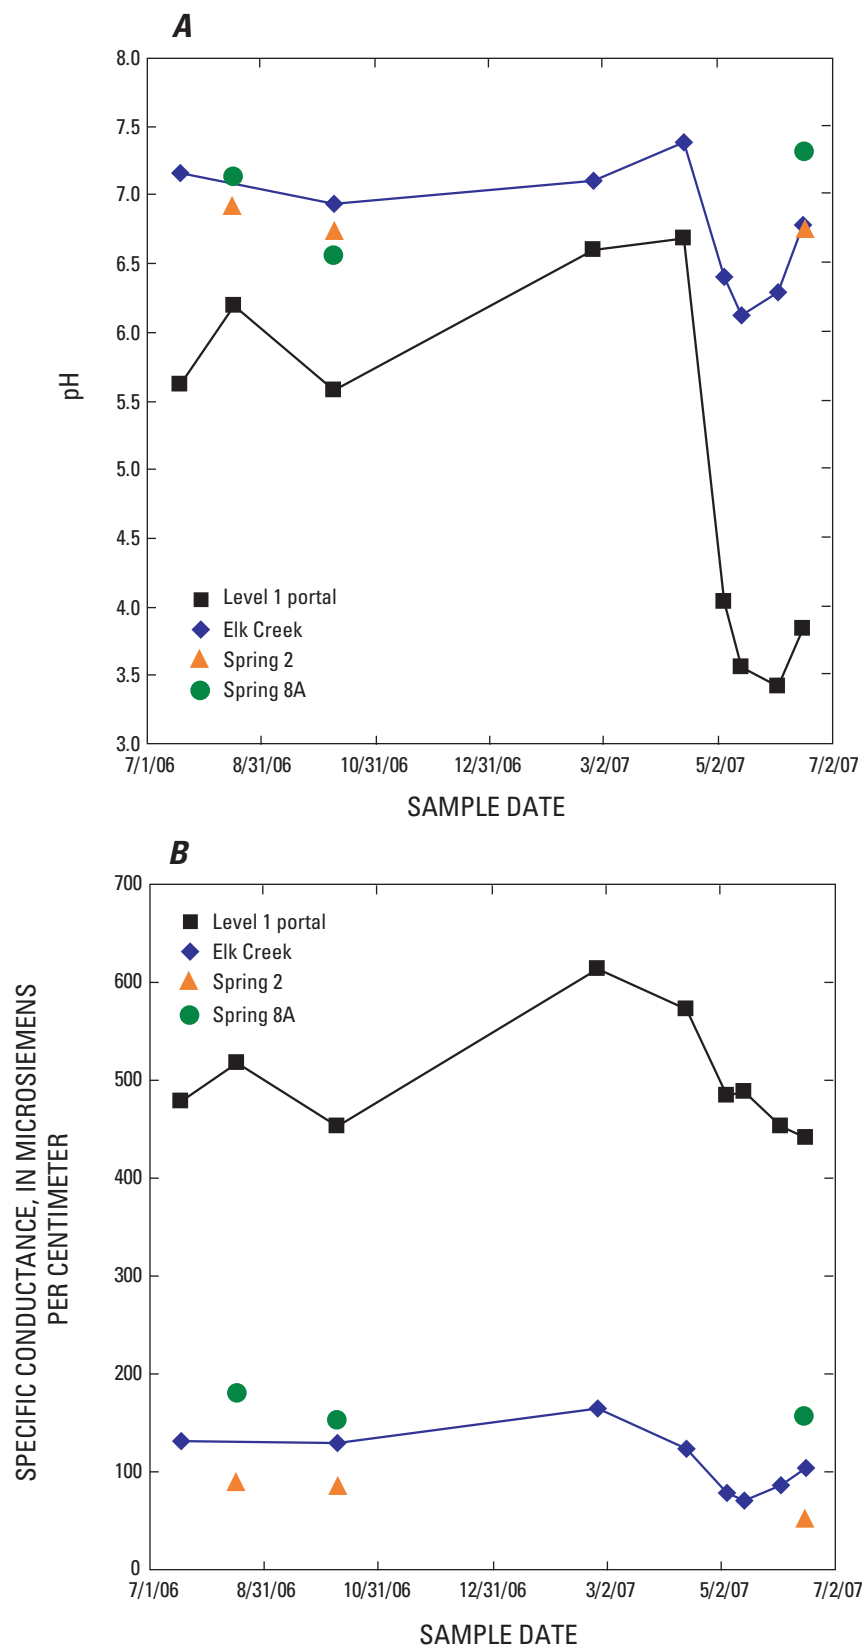 A
8.0
7.5
7.0
6.5
6.0
5.5
5.0
4.5
4.0
3.5
3.0
pH
Level 1 portal
Elk Creek
Spring 2
Spring 8A
7/1/06 8/31/06 10/31/06 12/31/06 3/2/07 5/2/07 7/2/07
SAMPLE DATE
B
700
600
500
400
300
200
100
0
SPECIFIC CONDUCTANCE, IN MICROSIEMENS
PER CENTIMETER
Level 1 portal
Elk Creek
Spring 2
Spring 8A
7/1/06 8/31/06 10/31/06 12/31/06 3/2/07 5/2/07 7/2/07
SAMPLE DATE